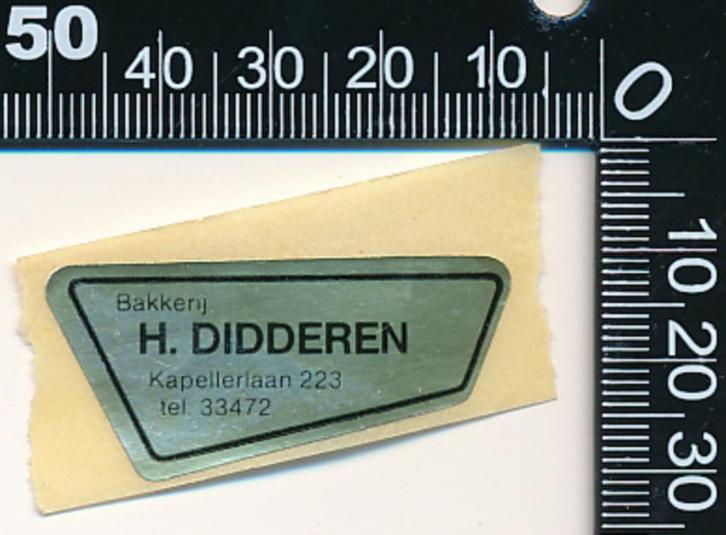 50 40 30 20 10 0
10
20
30
Bakkerij
H. DIDDEREN
Kapellerlaan 223
tel. 33472